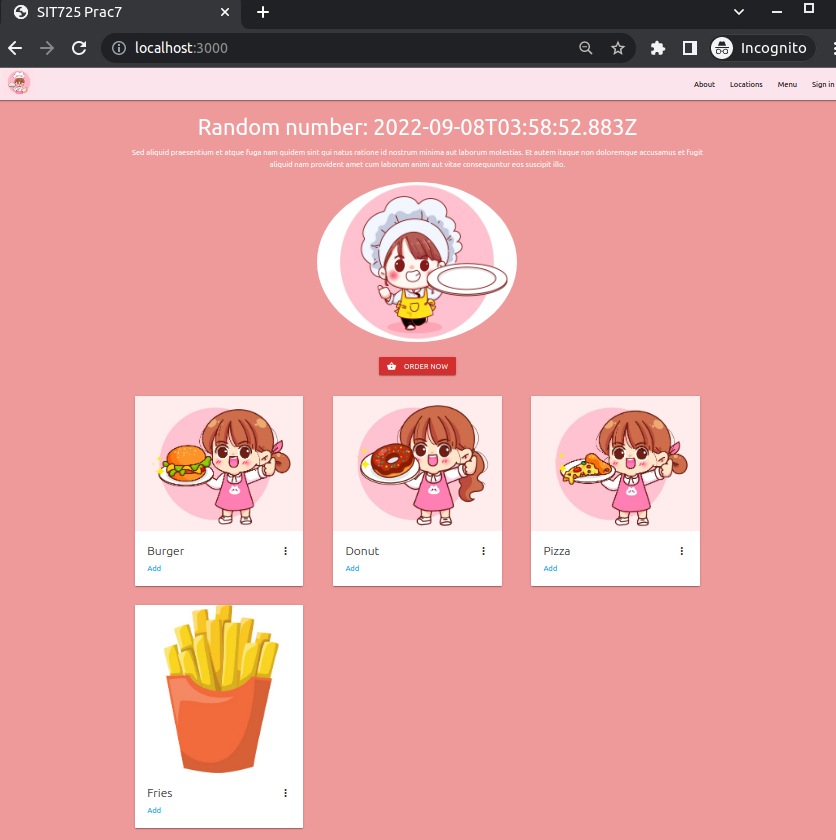 SIT725 Prac7
localhost:3000
Incognito
About Locations Menu Sign in
Random number: 2022-09-08T03:58:52.883Z
Sed aliquid praesentium et atque fuga nam quidem sint qui natus ratione id nostrum minima aut laborum molestias. Et autem itaque non doloremque accusamus et fugit
aliquid nam provident amet cum laborum animi aut vitae consequuntur eos suscipit illo.
ORDER NOW
Burger
Add
Donut
Add
Pizza
Add
Fries
Add